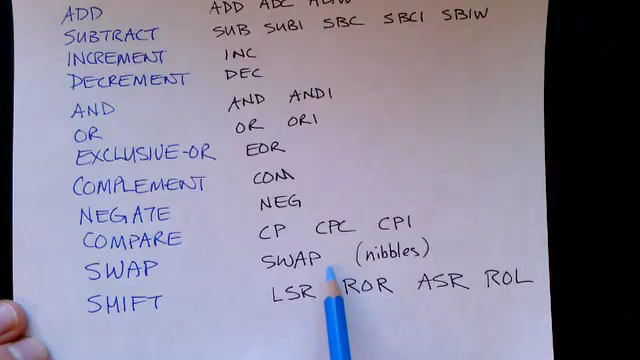 ADD ADD ADC ADIW
SUBTRACT SUB SUBI SBC SBCI SBIW
INCREMENT INC
DECREMENT DEC
AND AND ANDI
OR OR ORI
EXCLUSIVE-OR EOR
COMPLEMENT COM
NEGATE NEG
COMPARE CP CPC CPI
SWAP SWAP (nibbles)
SHIFT LSR ROR ASR ROL